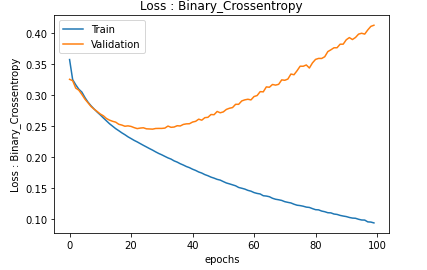 Loss : Binary_Crossentropy
Train
Validation
Loss : Binary_Crossentropy
0.40
0.35
0.30
0.25
0.20
0.15
0.10
0
20
40
60
80
100
epochs